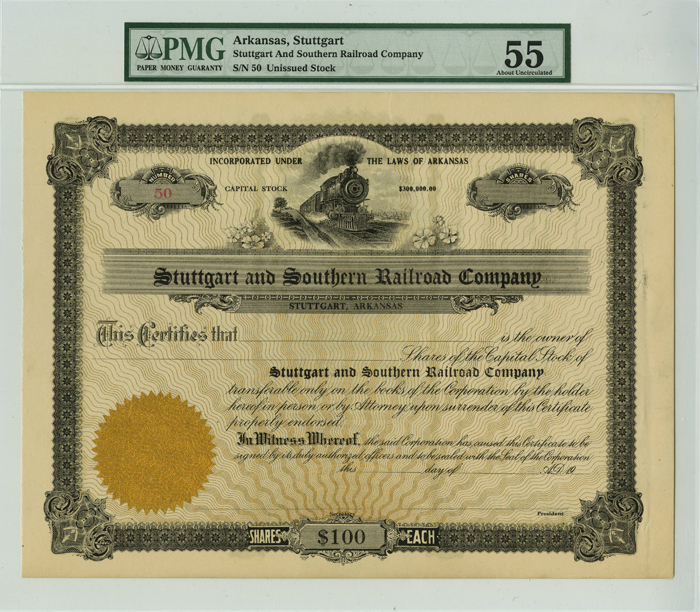 PMG
PAPER MONEY GUARANTY
Arkansas, Stuttgart
Stuttgart And Southern Railroad Company
S/N 50 Unissued Stock
55
About Uncirculated
INCORPORATED UNDER THE LAWS OF ARKANSAS
NUMBER
50
CAPITAL STOCK $300,000.00
SHARES
Stuttgart and Southern Railroad Company
STUTTGART, ARKANSAS
This Certifies that is the owner of
Shares of the Capital Stock of
Stuttgart and Southern Railroad Company
transferable only on the books of the Corporation by the holder
hereof in person or by Attorney upon surrender of this Certificate
properly endorsed.
In Witness Whereof, the said Corporation has caused this Certificate to be
signed by its duly authorized officers and to be sealed with the Seal of the Corporation
this day of A.D. 19
Secretary President
SHARES $100 EACH